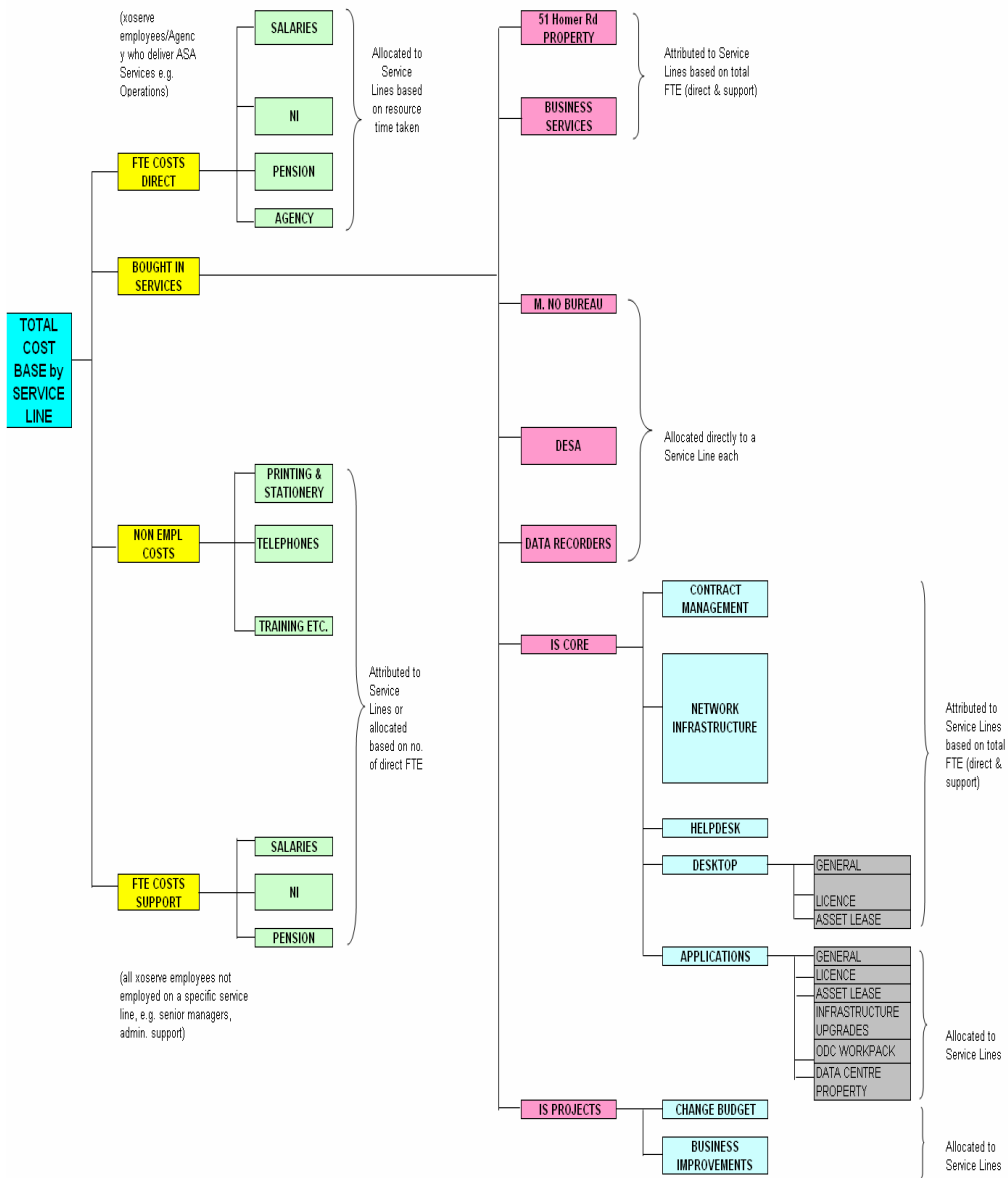 (xoserve
employees/Agenc
y who deliver ASA
Services e.g.
Operations)
SALARIES
NI
PENSION
AGENCY
Allocated to
Service
Lines based
on resource
time taken
FTE COSTS
DIRECT
BOUGHT IN
SERVICES
TOTAL
COST
BASE by
SERVICE
LINE
NON EMPL
COSTS
PRINTING &
STATIONERY
TELEPHONES
TRAINING ETC.
Attributed to
Service
Lines or
allocated
based on no.
of direct FTE
FTE COSTS
SUPPORT
SALARIES
NI
PENSION
(all xoserve employees not
employed on a specific service
line, e.g. senior managers,
admin. support)
51 Homer Rd
PROPERTY
BUSINESS
SERVICES
Attributed to Service
Lines based on total
FTE (direct & support)
M. NO BUREAU
DESA
DATA RECORDERS
Allocated directly to a
Service Line each
IS CORE
CONTRACT
MANAGEMENT
NETWORK
INFRASTRUCTURE
HELPDESK
DESKTOP
GENERAL
LICENCE
ASSET LEASE
Attributed to
Service Lines
based on total
FTE (direct &
support)
APPLICATIONS
GENERAL
LICENCE
ASSET LEASE
INFRASTRUCTURE
UPGRADES
ODC WORKPACK
DATA CENTRE
PROPERTY
Allocated to
Service Lines
IS PROJECTS
CHANGE BUDGET
BUSINESS
IMPROVEMENTS
Allocated to
Service Lines